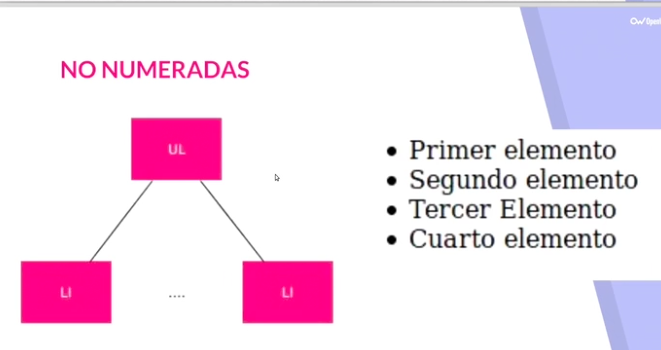 NO NUMERADAS
UL
LI
....
LI
• Primer elemento
• Segundo elemento
• Tercer Elemento
• Cuarto elemento